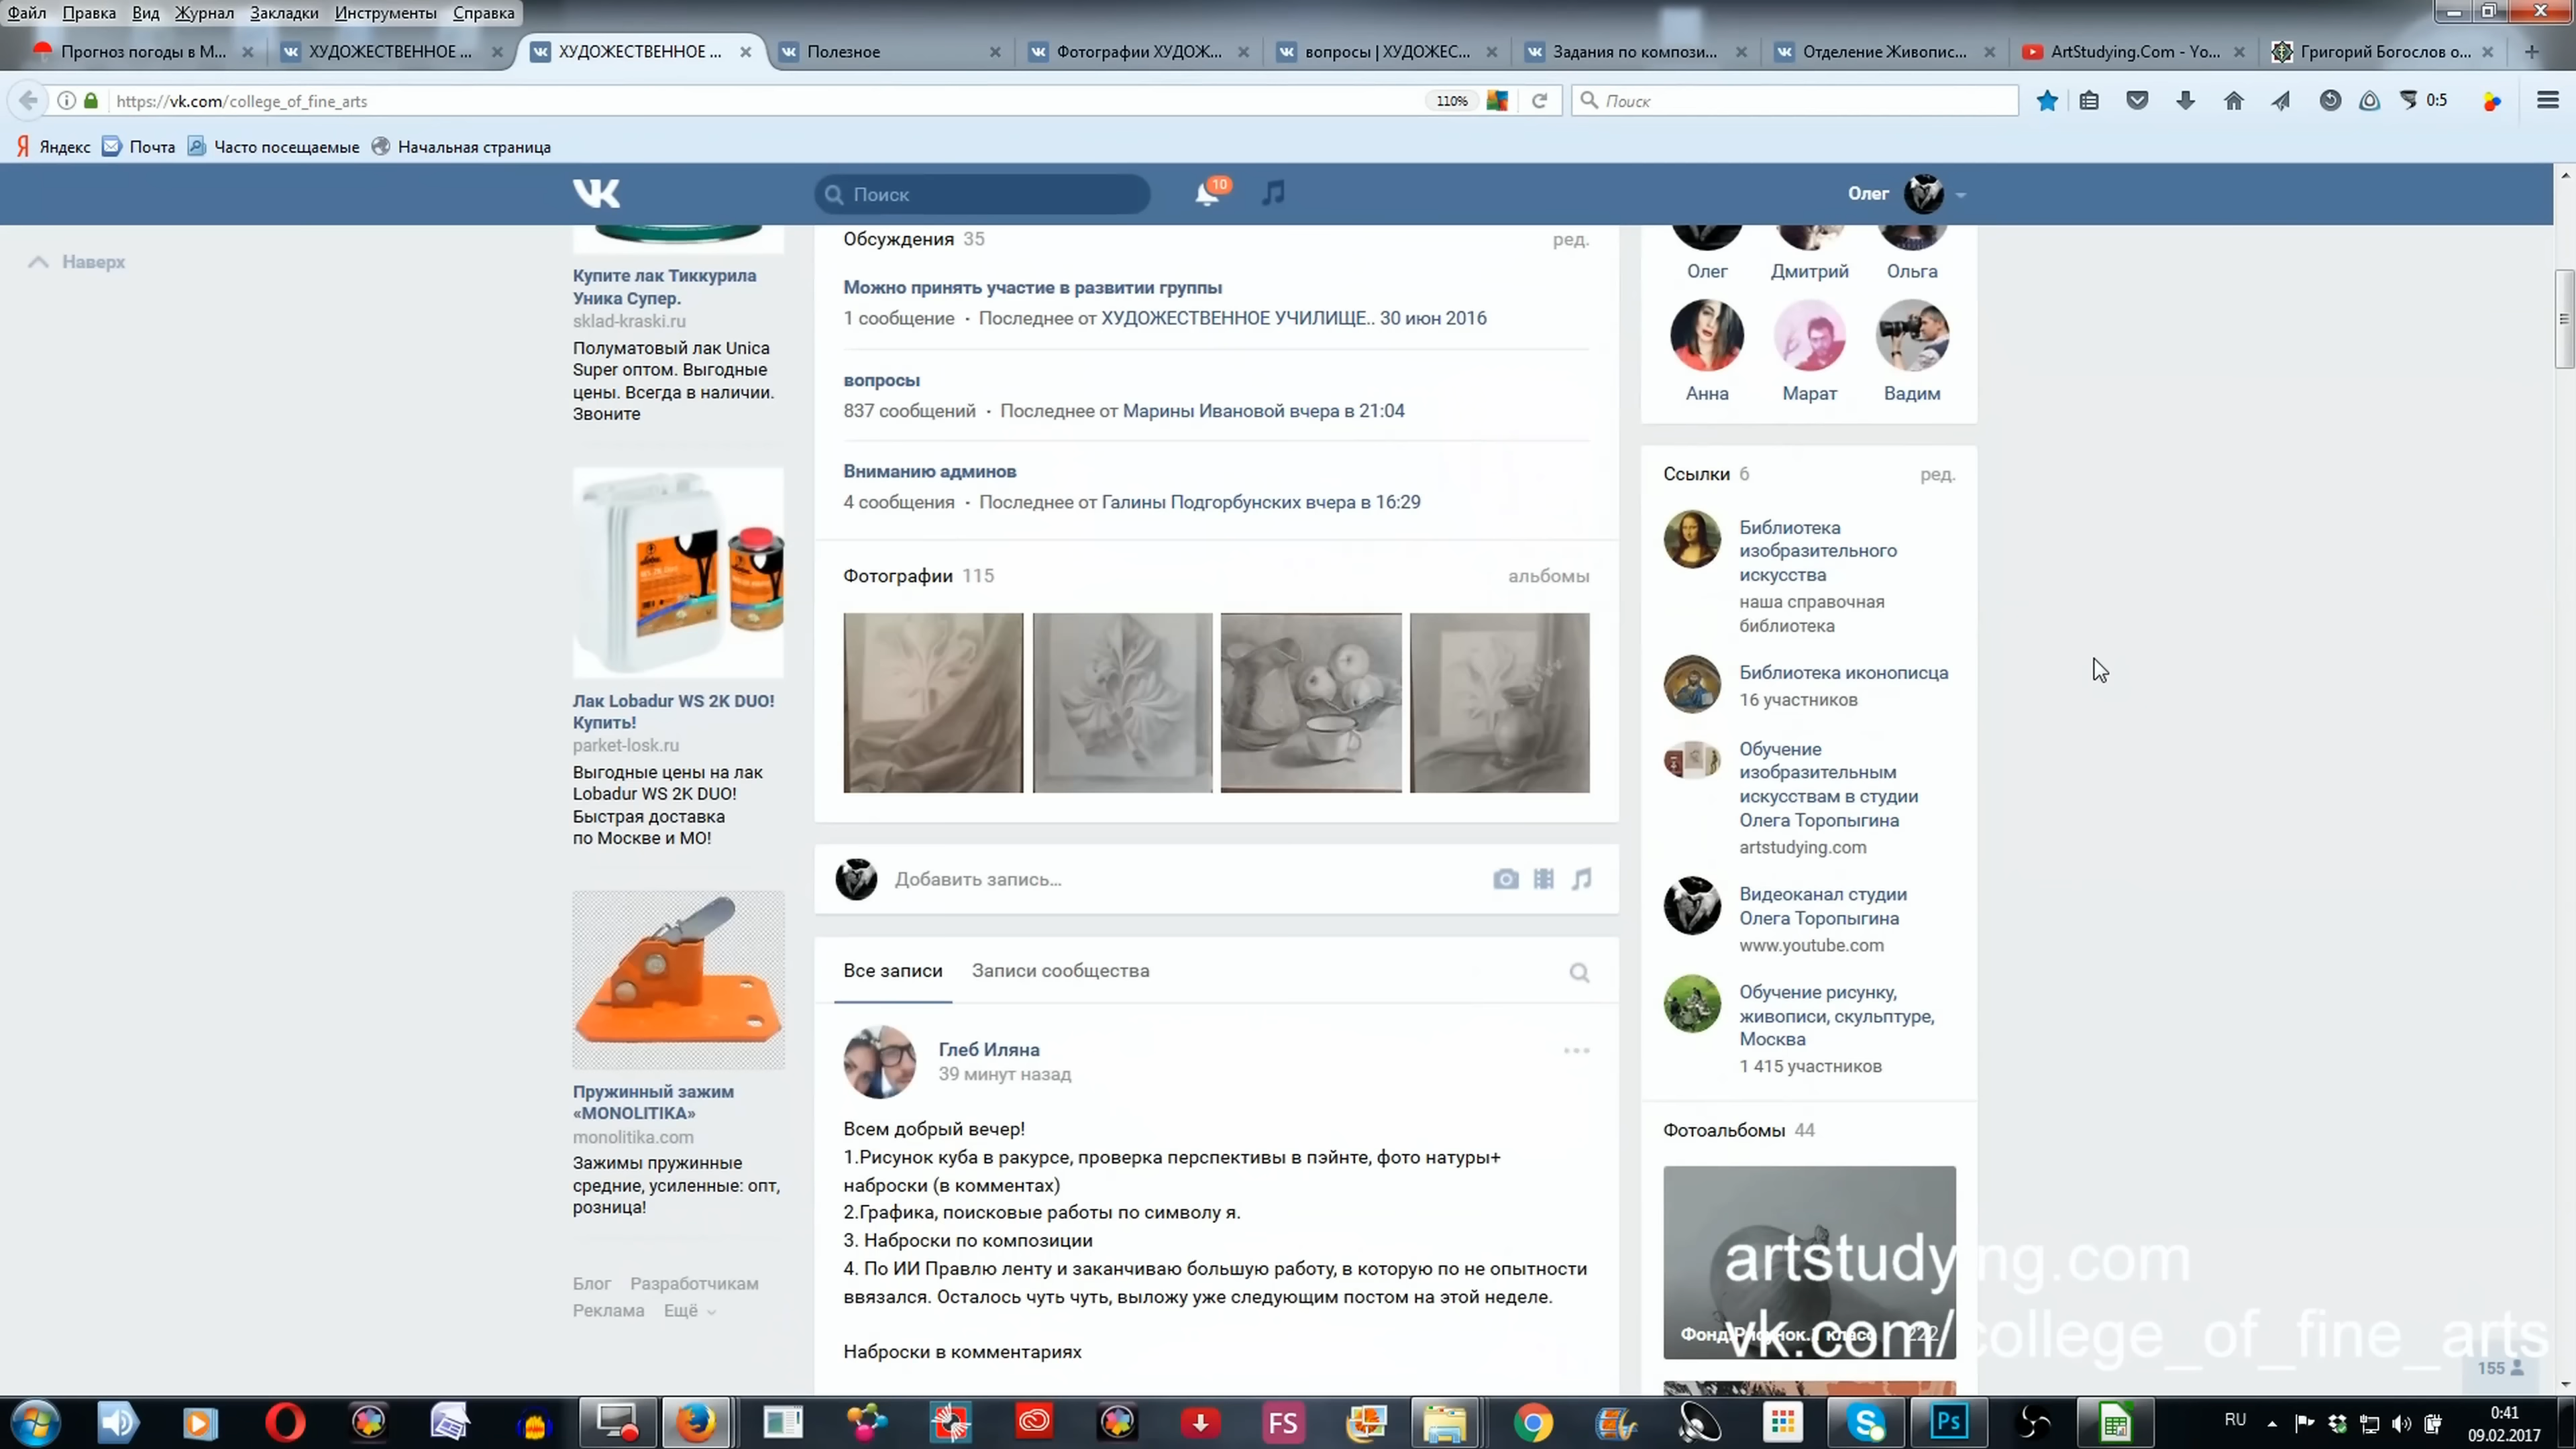 Файл Правка Вид Журнал Закладки Инструменты Справка
Прогноз погоды в М...
ХУДОЖЕСТВЕННОЕ ...
ХУДОЖЕСТВЕННОЕ ...
Полезное
Фотографии ХУДОЖ...
вопросы | ХУДОЖЕС...
Задания по компози...
Отделение Живопис...
ArtStudying.Com - Yo...
Григорий Богослов о...
https://vk.com/college_of_fine_arts
110%
Поиск
0:5
Яндекс Почта Часто посещаемые Начальная страница
Поиск
10
Олег
Наверх
Купите лак Тиккурила
Уника Супер.
sklad-kraski.ru
Полуматовый лак Unica
Super оптом. Выгодные
цены. Всегда в наличии.
Звоните
Лак Lobadur WS 2K DUO!
Купить!
parket-losk.ru
Выгодные цены на лак
Lobadur WS 2K DUO!
Быстрая доставка
по Москве и МО!
Пружинный зажим
«MONOLITIKA»
monolitika.com
Зажимы пружинные
средние, усиленные: опт,
розница!
Блог Разработчикам
Реклама Ещё
Обсуждения 35 ред.
Можно принять участие в развитии группы
1 сообщение · Последнее от ХУДОЖЕСТВЕННОЕ УЧИЛИЩЕ.. 30 июн 2016
вопросы
837 сообщений · Последнее от Марины Ивановой вчера в 21:04
Вниманию админов
4 сообщения · Последнее от Галины Подгорбунских вчера в 16:29
Фотографии 115 альбомы
Добавить запись...
Все записи Записи сообщества
Глеб Иляна
39 минут назад
Всем добрый вечер!
1.Рисунок куба в ракурсе, проверка перспективы в пэйнте, фото натуры+
наброски (в комментах)
2.Графика, поисковые работы по символу я.
3. Наброски по композиции
4. По ИИ Правлю ленту и заканчиваю большую работу, в которую по не опытности
ввязался. Осталось чуть чуть, выложу уже следующим постом на этой неделе.
Наброски в комментариях
Олег Дмитрий Ольга
Анна Марат Вадим
Ссылки 6 ред.
Библиотека
изобразительного
искусства
наша справочная
библиотека
Библиотека иконописца
16 участников
Обучение
изобразительным
искусствам в студии
Олега Торопыгина
artstudying.com
Видеоканал студии
Олега Торопыгина
www.youtube.com
Обучение рисунку,
живописи, скульптуре,
Москва
1 415 участников
Фотоальбомы 44
Фонд.Рисунок.1 класс 222
artstudying.com
vk.com/college_of_fine_arts
155
FS
Ps
RU
0:41
09.02.2017